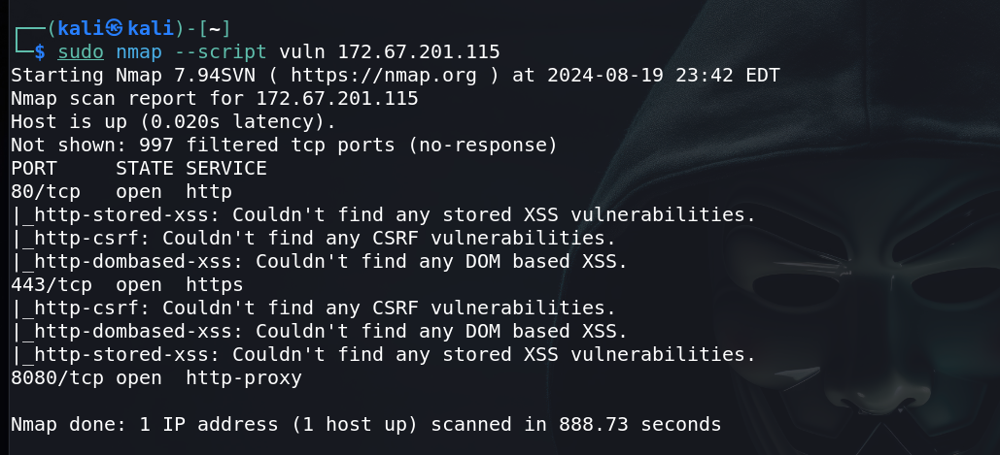 ┌──(kali㉿kali)-[~]
└─$ sudo nmap --script vuln 172.67.201.115
Starting Nmap 7.94SVN ( https://nmap.org ) at 2024-08-19 23:42 EDT
Nmap scan report for 172.67.201.115
Host is up (0.020s latency).
Not shown: 997 filtered tcp ports (no-response)
PORT     STATE SERVICE
80/tcp   open  http
|_http-stored-xss: Couldn't find any stored XSS vulnerabilities.
|_http-csrf: Couldn't find any CSRF vulnerabilities.
|_http-dombased-xss: Couldn't find any DOM based XSS.
443/tcp  open  https
|_http-csrf: Couldn't find any CSRF vulnerabilities.
|_http-dombased-xss: Couldn't find any DOM based XSS.
|_http-stored-xss: Couldn't find any stored XSS vulnerabilities.
8080/tcp open  http-proxy
Nmap done: 1 IP address (1 host up) scanned in 888.73 seconds